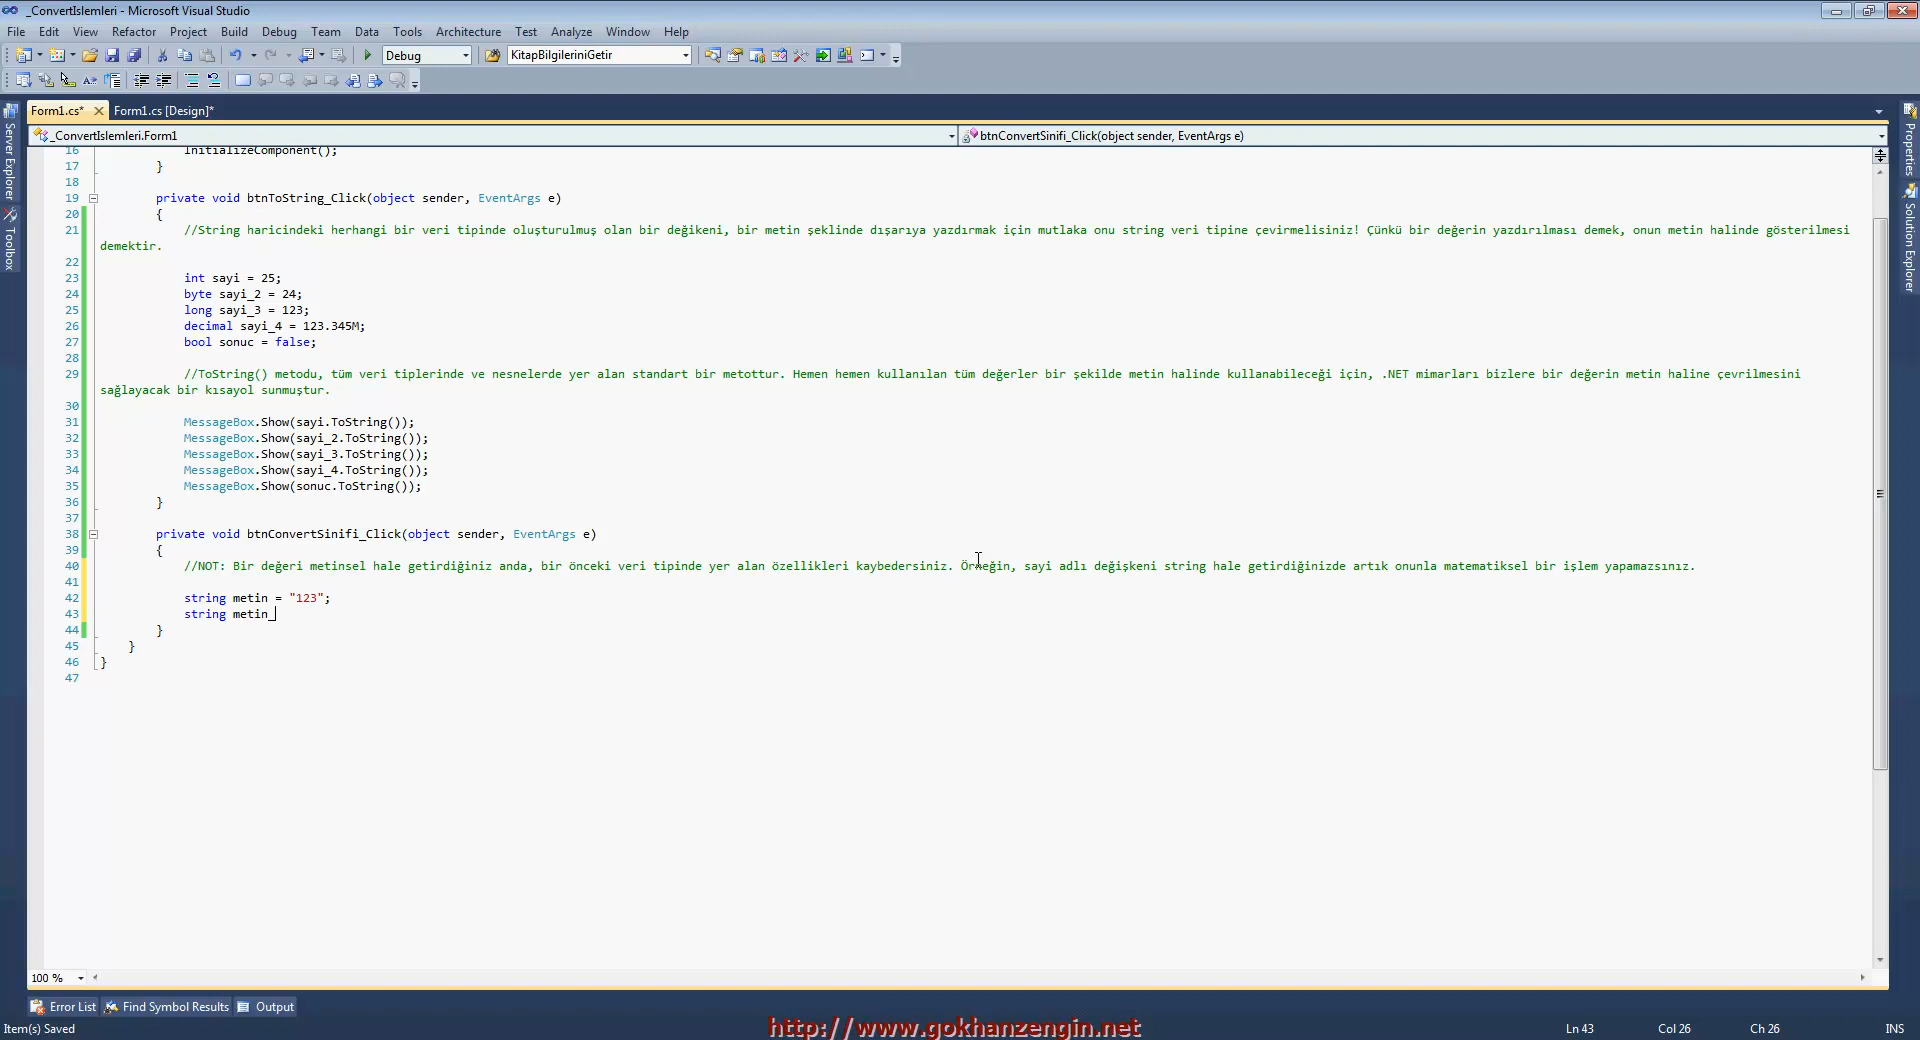 _ConvertIslemleri - Microsoft Visual Studio
File Edit View Refactor Project Build Debug Team Data Tools Architecture Test Analyze Window Help
Debug KitapBilgileriniGetir
Form1.cs* Form1.cs [Design]*
_ConvertIslemleri.Form1 btnConvertSinifi_Click(object sender, EventArgs e)
Server Explorer
Toolbox
Properties
Solution Explorer
16 InitializeComponent();
17 }
18
19 private void btnToString_Click(object sender, EventArgs e)
20 {
21 //String haricindeki herhangi bir veri tipinde oluşturulmuş olan bir değikeni, bir metin şeklinde dışarıya yazdırmak için mutlaka onu string veri tipine çevirmelisiniz! Çünkü bir değerin yazdırılması demek, onun metin halinde gösterilmesi
demektir.
22
23 int sayi = 25;
24 byte sayi_2 = 24;
25 long sayi_3 = 123;
26 decimal sayi_4 = 123.345M;
27 bool sonuc = false;
28
29 //ToString() metodu, tüm veri tiplerinde ve nesnelerde yer alan standart bir metottur. Hemen hemen kullanılan tüm değerler bir şekilde metin halinde kullanabileceği için, .NET mimarları bizlere bir değerin metin haline çevrilmesini
sağlayacak bir kısayol sunmuştur.
30
31 MessageBox.Show(sayi.ToString());
32 MessageBox.Show(sayi_2.ToString());
33 MessageBox.Show(sayi_3.ToString());
34 MessageBox.Show(sayi_4.ToString());
35 MessageBox.Show(sonuc.ToString());
36 }
37
38 private void btnConvertSinifi_Click(object sender, EventArgs e)
39 {
40 //NOT: Bir değeri metinsel hale getirdiğiniz anda, bir önceki veri tipinde yer alan özellikleri kaybedersiniz. Örneğin, sayi adlı değişkeni string hale getirdiğinizde artık onunla matematiksel bir işlem yapamazsınız.
41
42 string metin = "123";
43 string metin_
44 }
45 }
46 }
47
100 %
Error List Find Symbol Results Output
Item(s) Saved http://www.gokhanzengin.net Ln 43 Col 26 Ch 26 INS